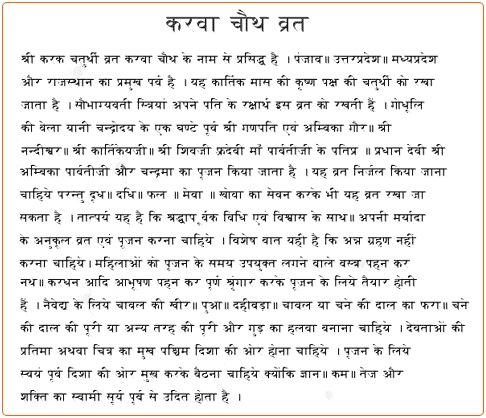 करवा चौथ व्रत
श्री करक चतुर्थी व्रत करवा चौथ के नाम से प्रसिद्ध है । पंजाव॥ उत्तरप्रदेश॥ मध्यप्रदेश
और राजस्थान का प्रमुख पर्व है । यह कार्तिक मास की कृष्ण पक्ष की चतुर्थी को रखा
जाता है । सौभाग्यवती स्त्रियां अपने पति के रक्षार्थ इस व्रत को रखती हैं । गोधूलि
की बेला यानी चन्द्रोदय के एक घण्टे पूर्व श्री गणपति एवं अम्बिका गौर॥ श्री
नन्दीश्वर॥ श्री कार्तिकेयजी॥ श्री शिवजी फ्रदेवी माँ पार्वतीजी के पतिप्र ॥ प्रधान देवी श्री
अम्बिका पार्वतीजी और चन्द्रमा का पूजन किया जाता है । यह व्रत निर्जल किया जाना
चाहिये परन्तु दूध॥ दधि॥ फल ॥ मेवा ॥ खोवा का सेवन करके भी यह व्रत रखा जा
सकता है । तात्पर्य यह है कि श्रद्धापूर्वक विधि एवं विश्वास के साथ॥ अपनी मर्यादा
के अनुकूल व्रत एवं पूजन करना चाहिये । विशेष वात यही है कि अन्न ग्रहण नहीं
करना चाहिये। महिलाओं को पूजन के समय उपयुक्त लगने वाले वस्त्र पहन कर
नथ॥ करधन आदि आभूषण पहन कर पूर्ण श्रृंगार करके पूजन के लिये तैयार होती
हैं । नैवेद्य के लिये चावल की खीर॥ पुआ॥ दहीवड़ा॥ चावल या चने की दाल का फरा॥ चने
की दाल की पूरी या अन्य तरह की पूरी और गुड़ का हलवा बनाना चाहिये । देवताओं की
प्रतिमा अथवा चित्र का मुख पश्चिम दिशा की ओर होना चाहिये । पूजन के लिये
स्वयं पूर्व दिशा की ओर मुख करके बैठना चाहिये क्योंकि ज्ञान॥ कम॥ तेज और
शक्ति का स्वामी सूर्य पूर्व से उदित होता है ।